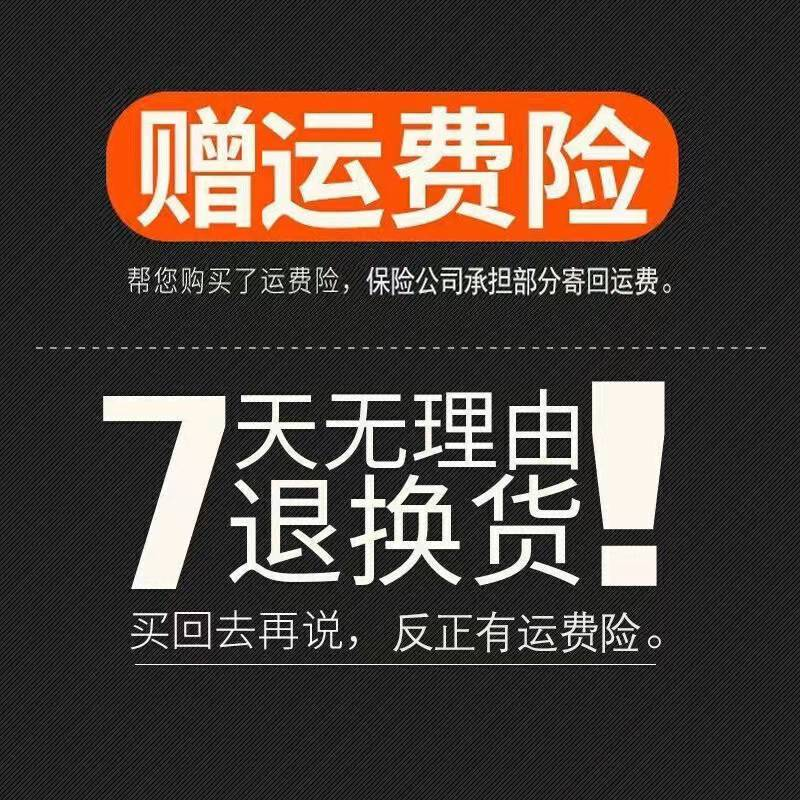 赠运费险
帮您购买了运费险，保险公司承担部分寄回运费。
7天无理由
退换货！
买回去再说，反正有运费险。